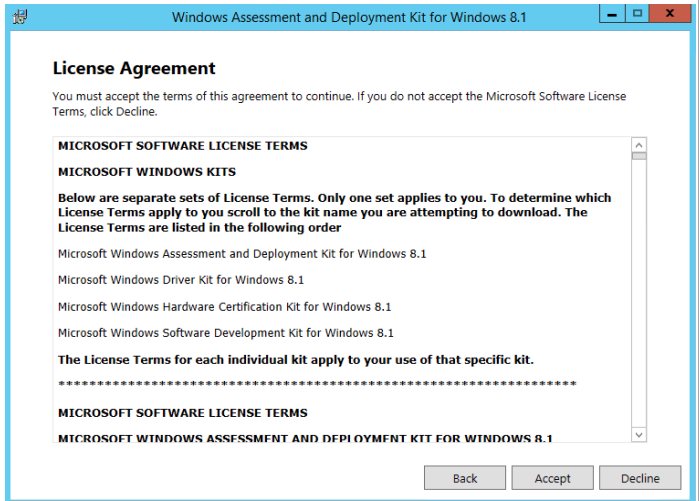 Windows Assessment and Deployment Kit for Windows 8.1
License Agreement
You must accept the terms of this agreement to continue. If you do not accept the Microsoft Software License
Terms, click Decline.
MICROSOFT SOFTWARE LICENSE TERMS
MICROSOFT WINDOWS KITS
Below are separate sets of License Terms. Only one set applies to you. To determine which
License Terms apply to you scroll to the kit name you are attempting to download. The
License Terms are listed in the following order
Microsoft Windows Assessment and Deployment Kit for Windows 8.1
Microsoft Windows Driver Kit for Windows 8.1
Microsoft Windows Hardware Certification Kit for Windows 8.1
Microsoft Windows Software Development Kit for Windows 8.1
The License Terms for each individual kit apply to your use of that specific kit.
*******************************************************************
MICROSOFT SOFTWARE LICENSE TERMS
MICROSOFT WINDOWS ASSESSMENT AND DEPLOYMENT KIT FOR WINDOWS 8.1
Back Accept Decline